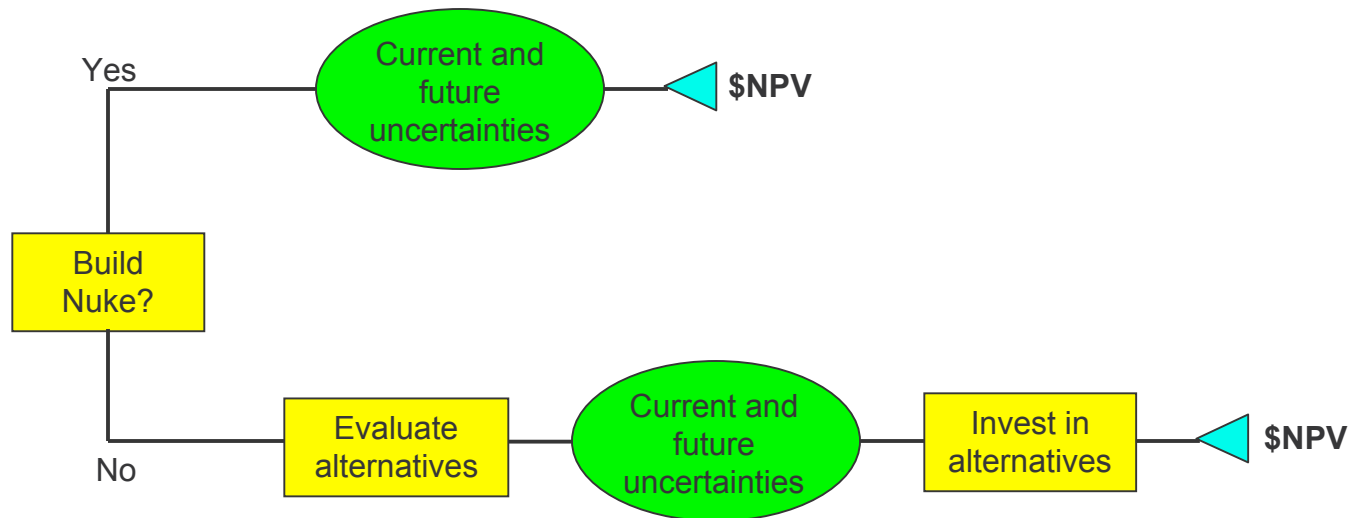 Yes
Current and
future
uncertainties
$NPV
Build
Nuke?
No
Evaluate
alternatives
Current and
future
uncertainties
Invest in
alternatives
$NPV